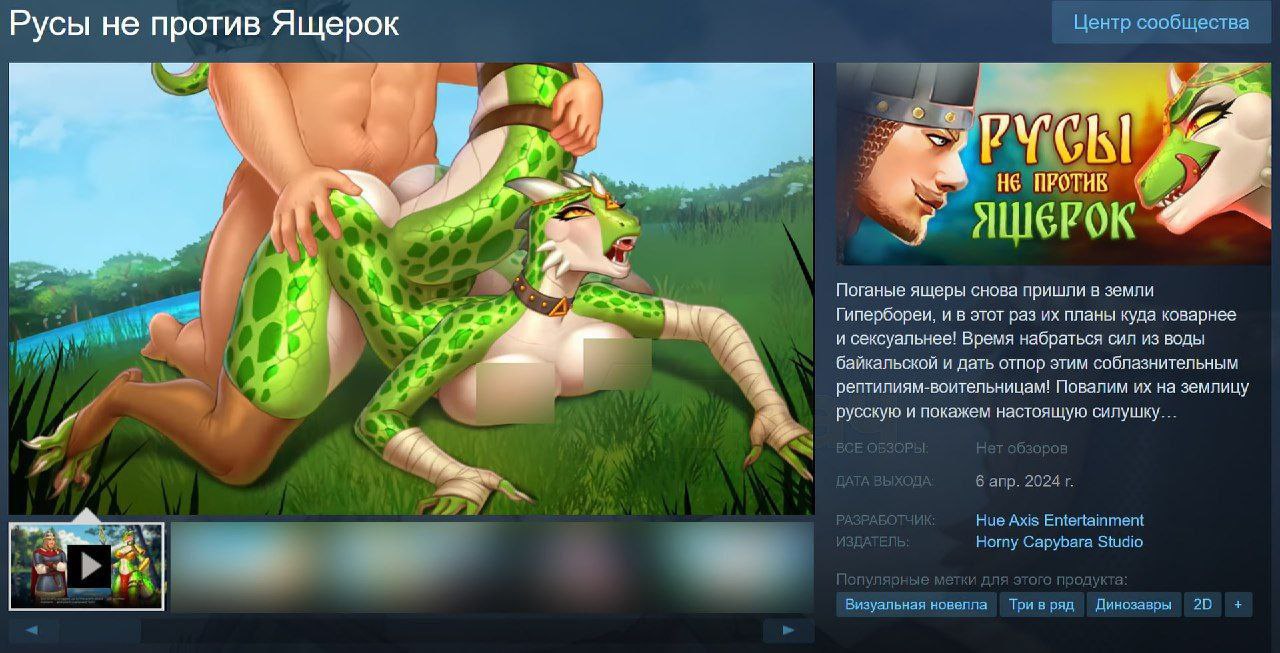 Русы не против Ящерок
Центр сообщества
РУСЫ
НЕ ПРОТИВ
ЯЩЕРОК
Поганые ящеры снова пришли в земли
Гипербореи, и в этот раз их планы куда коварнее
и сексуальнее! Время набраться сил из воды
байкальской и дать отпор этим соблазнительным
рептилиям-воительницам! Повалим их на землицу
русскую и покажем настоящую силушку…
ВСЕ ОБЗОРЫ: Нет обзоров
ДАТА ВЫХОДА: 6 апр. 2024 г.
РАЗРАБОТЧИК: Hue Axis Entertainment
ИЗДАТЕЛЬ: Horny Capybara Studio
Популярные метки для этого продукта:
Визуальная новелла Три в ряд Динозавры 2D +